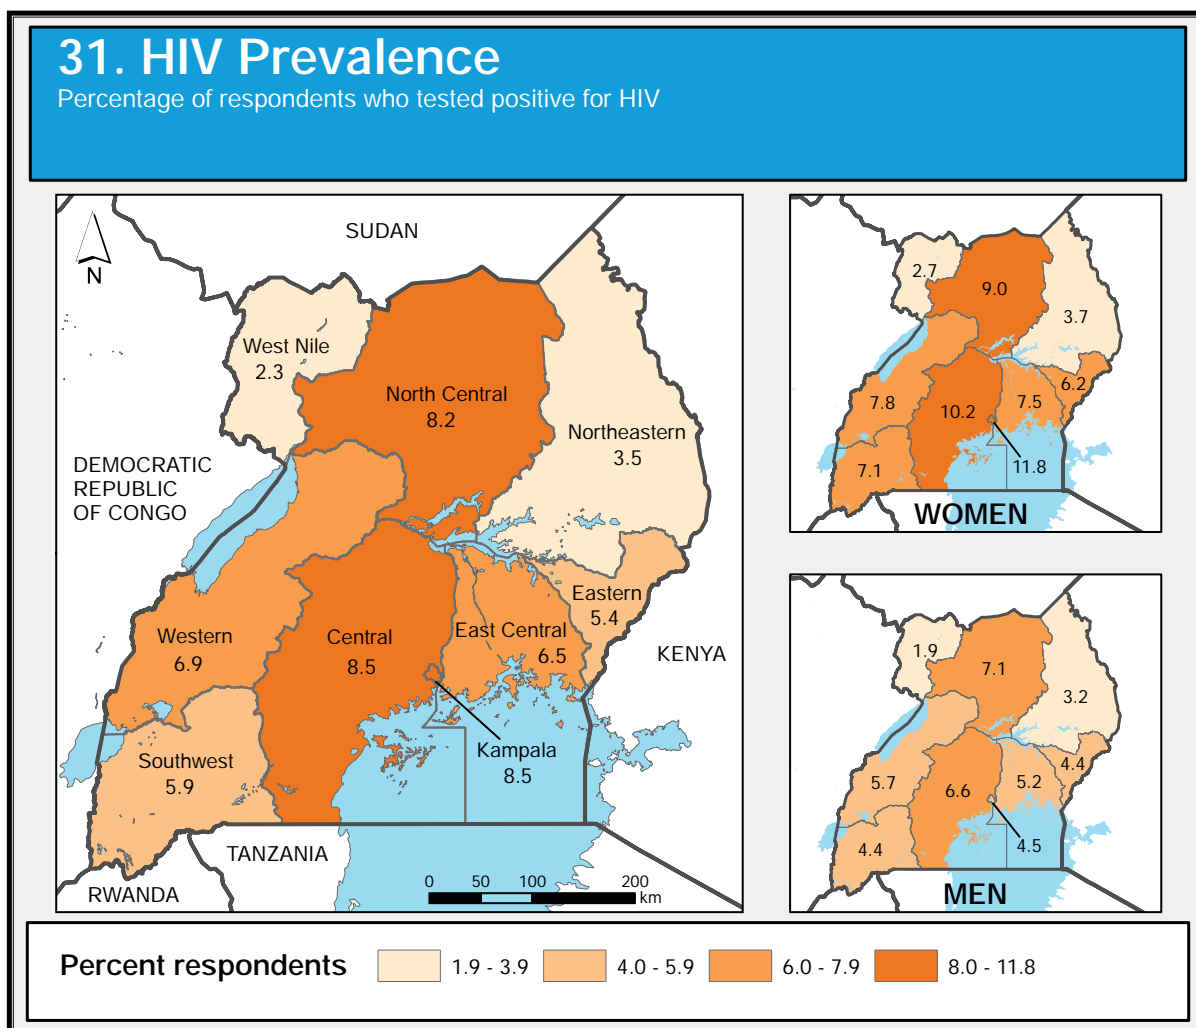 31. HIV Prevalence
Percentage of respondents who tested positive for HIV
N
SUDAN
West Nile
2.3
North Central
8.2
Northeastern
3.5
DEMOCRATIC
REPUBLIC
OF CONGO
Eastern
5.4
Western
6.9
Central
8.5
East Central
6.5
KENYA
Kampala
8.5
Southwest
5.9
TANZANIA
RWANDA
0 50 100 200
km
2.7
9.0
3.7
6.2
7.8
10.2
7.5
7.1
11.8
WOMEN
1.9
7.1
3.2
4.4
5.7
6.6
5.2
4.4
4.5
MEN
Percent respondents 1.9 - 3.9 4.0 - 5.9 6.0 - 7.9 8.0 - 11.8